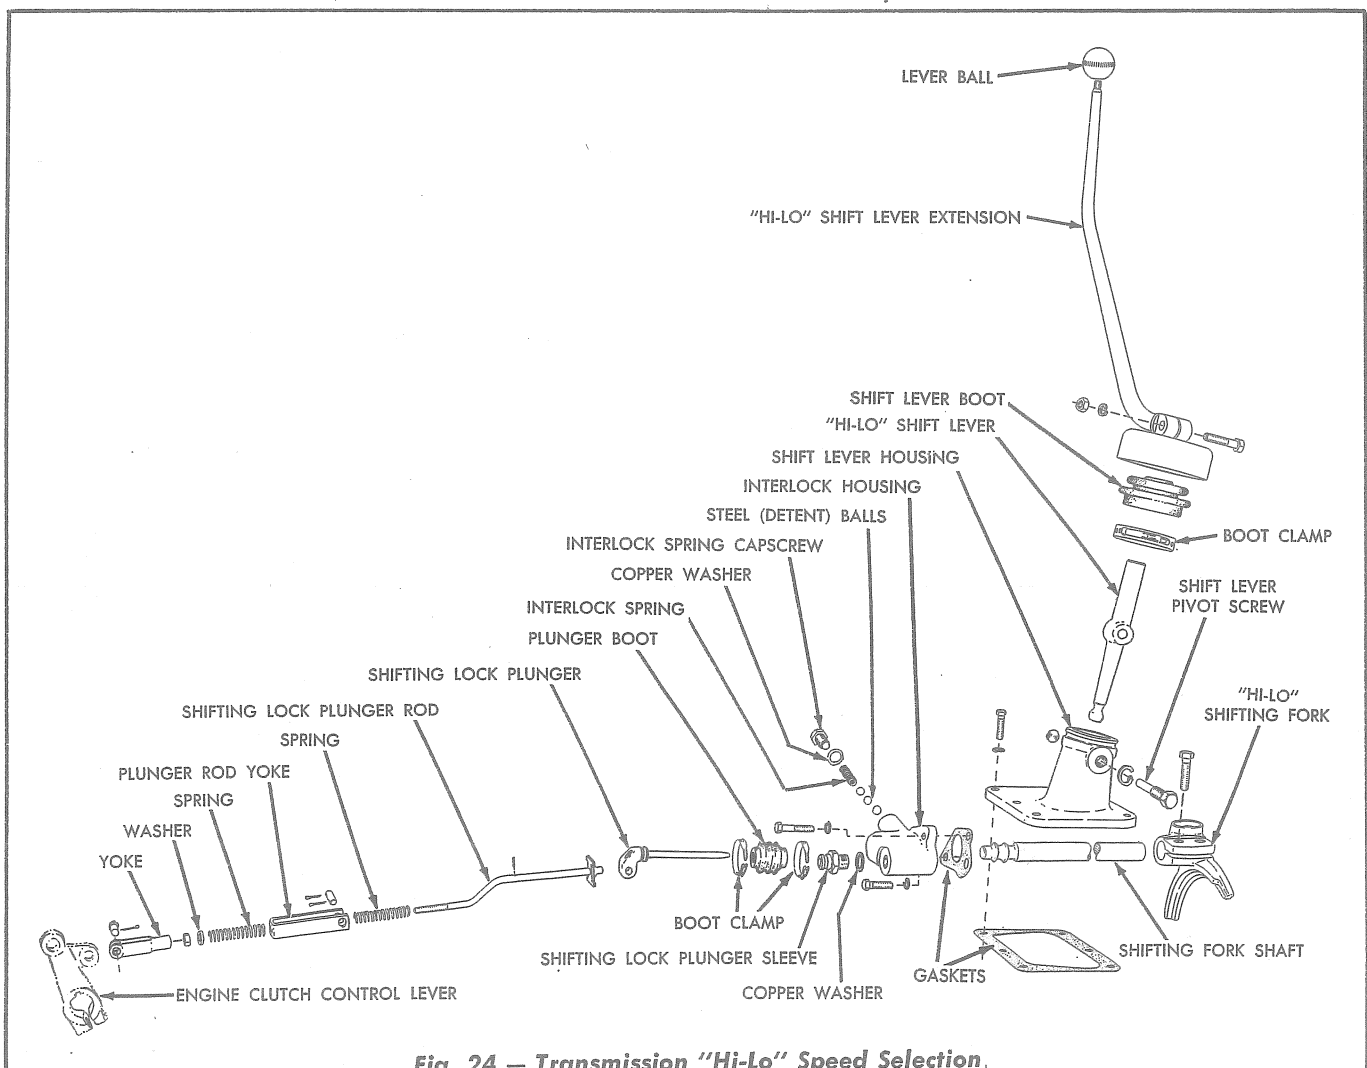 LEVER BALL
"HI-LO" SHIFT LEVER EXTENSION
SHIFT LEVER BOOT
"HI-LO" SHIFT LEVER
SHIFT LEVER HOUSING
INTERLOCK HOUSING
STEEL (DETENT) BALLS
INTERLOCK SPRING CAPSCREW
COPPER WASHER
INTERLOCK SPRING
PLUNGER BOOT
SHIFTING LOCK PLUNGER
SHIFTING LOCK PLUNGER ROD
SPRING
PLUNGER ROD YOKE
SPRING
WASHER
YOKE
BOOT CLAMP
SHIFT LEVER
PIVOT SCREW
"HI-LO"
SHIFTING FORK
BOOT CLAMP
SHIFTING LOCK PLUNGER SLEEVE
COPPER WASHER
GASKETS
SHIFTING FORK SHAFT
ENGINE CLUTCH CONTROL LEVER
Fig. 24 — Transmission "Hi-Lo" Speed Selection